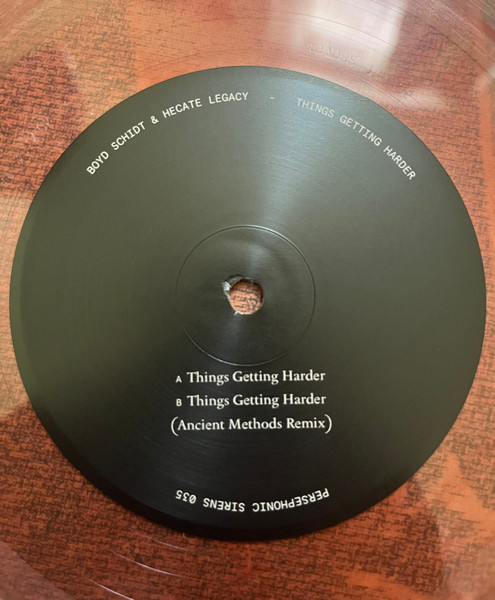 BOYD SCHIDT & HECATE LEGACY - THINGS GETTING HARDER
A Things Getting Harder
B Things Getting Harder
(Ancient Methods Remix)
PERSEPHONIC SIRENS 035